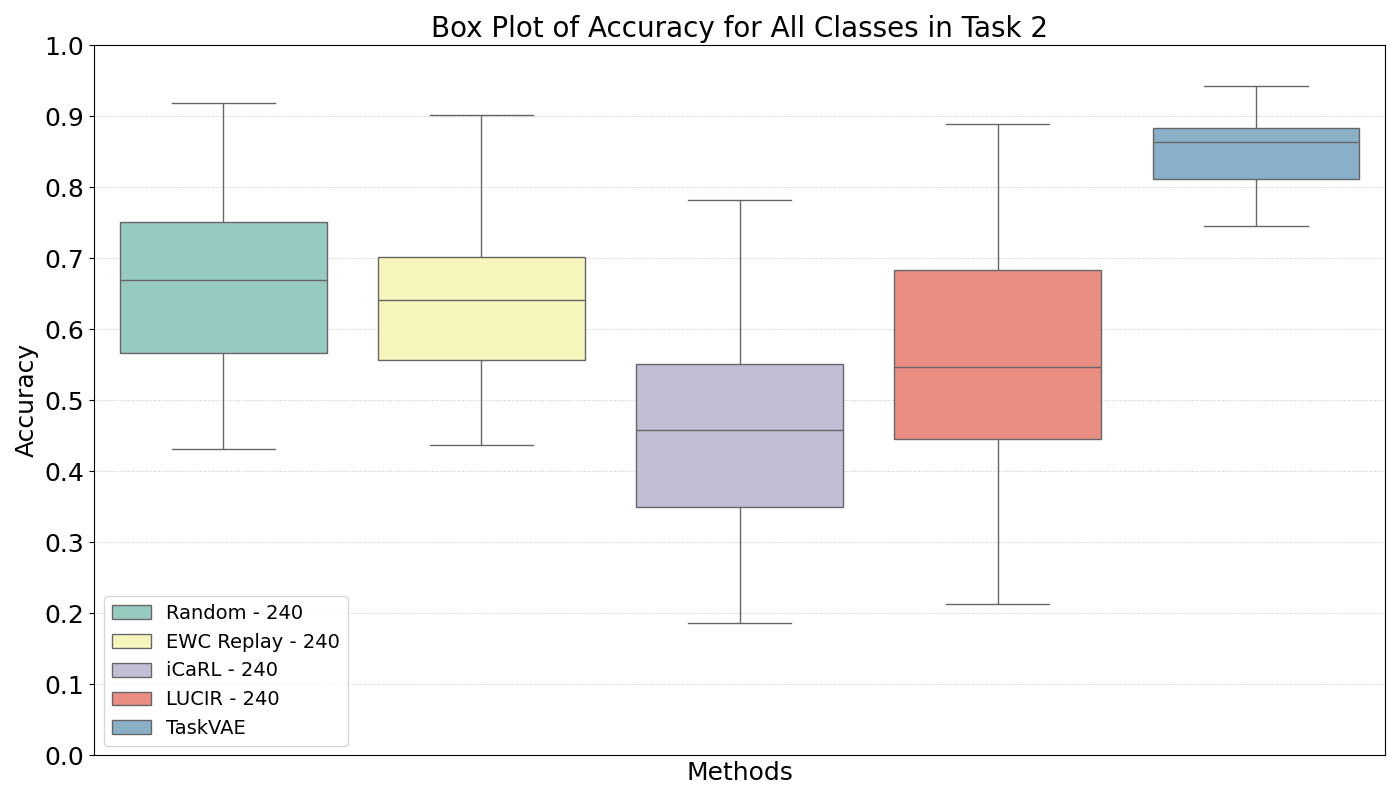 Box Plot of Accuracy for All Classes in Task 2
1.0
0.9
0.8
0.7
0.6
0.5
0.4
0.3
0.2
0.1
0.0
Accuracy
Random - 240
EWC Replay - 240
iCaRL - 240
LUCIR - 240
TaskVAE
Methods